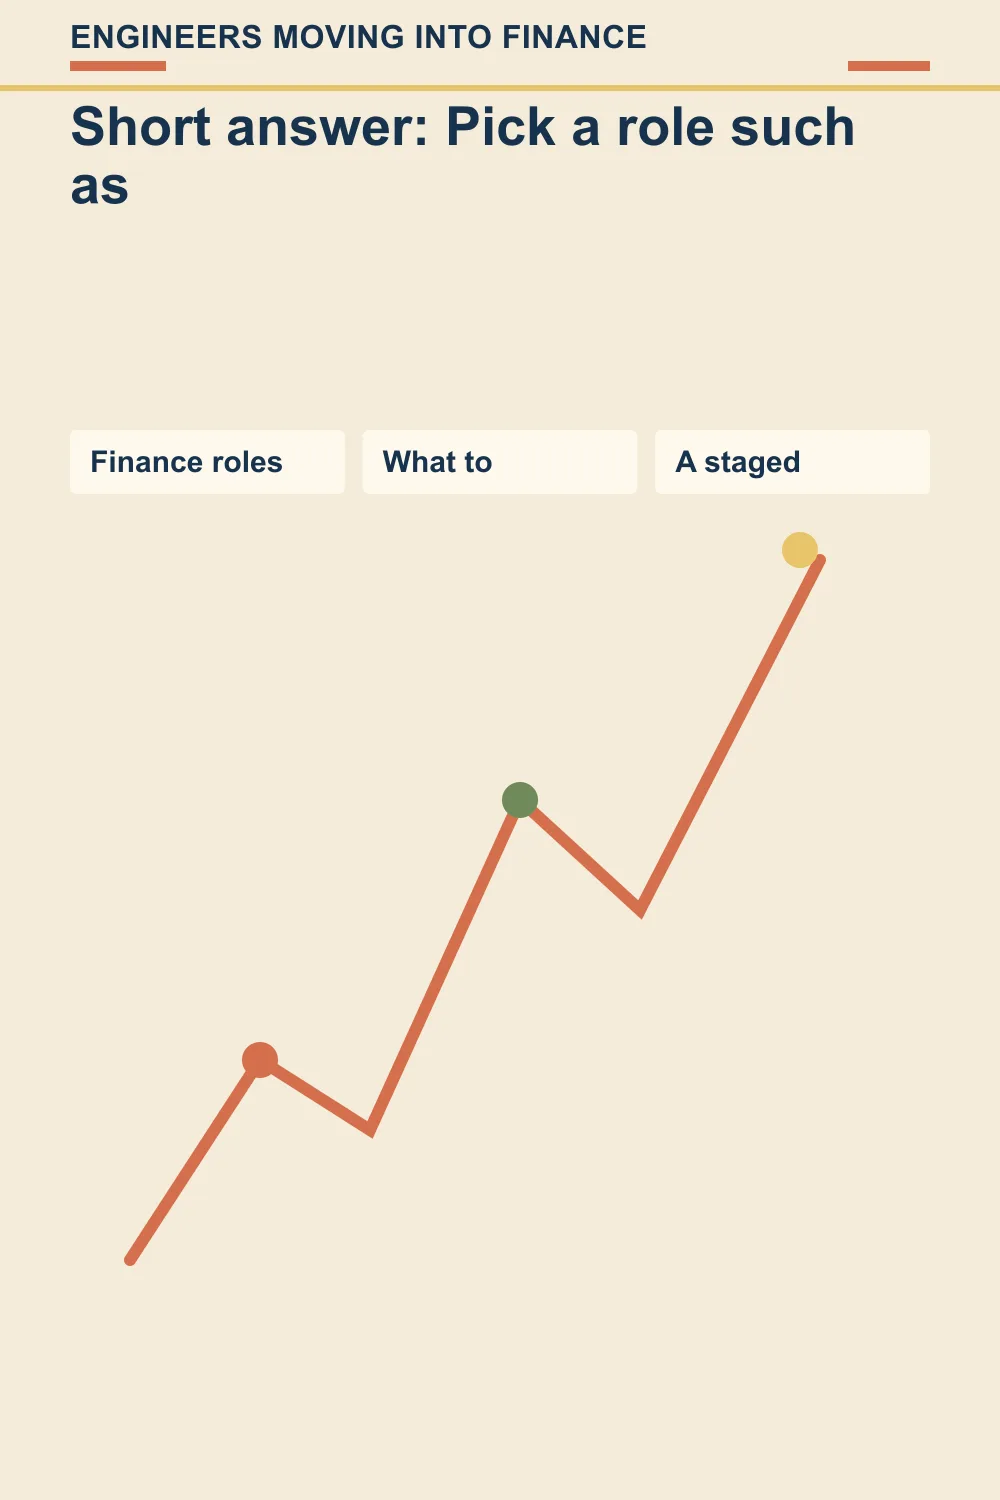 ENGINEERS MOVING INTO FINANCE
Short answer: Pick a role such
as
Finance roles
What to
A staged